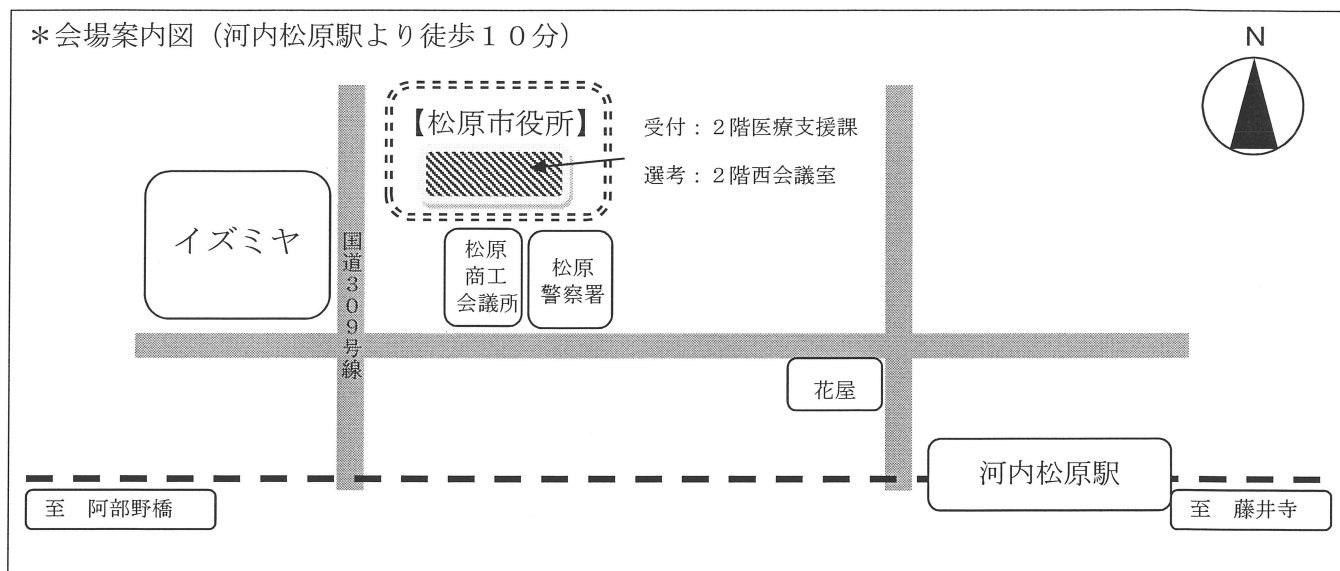 ＊会場案内図（河内松原駅より徒歩１０分）
N
【松原市役所】
受付：２階医療支援課
選考：２階西会議室
イズミヤ
国道３０９号線
松原
商工
会議所
松原
警察署
花屋
河内松原駅
至　阿部野橋
至　藤井寺